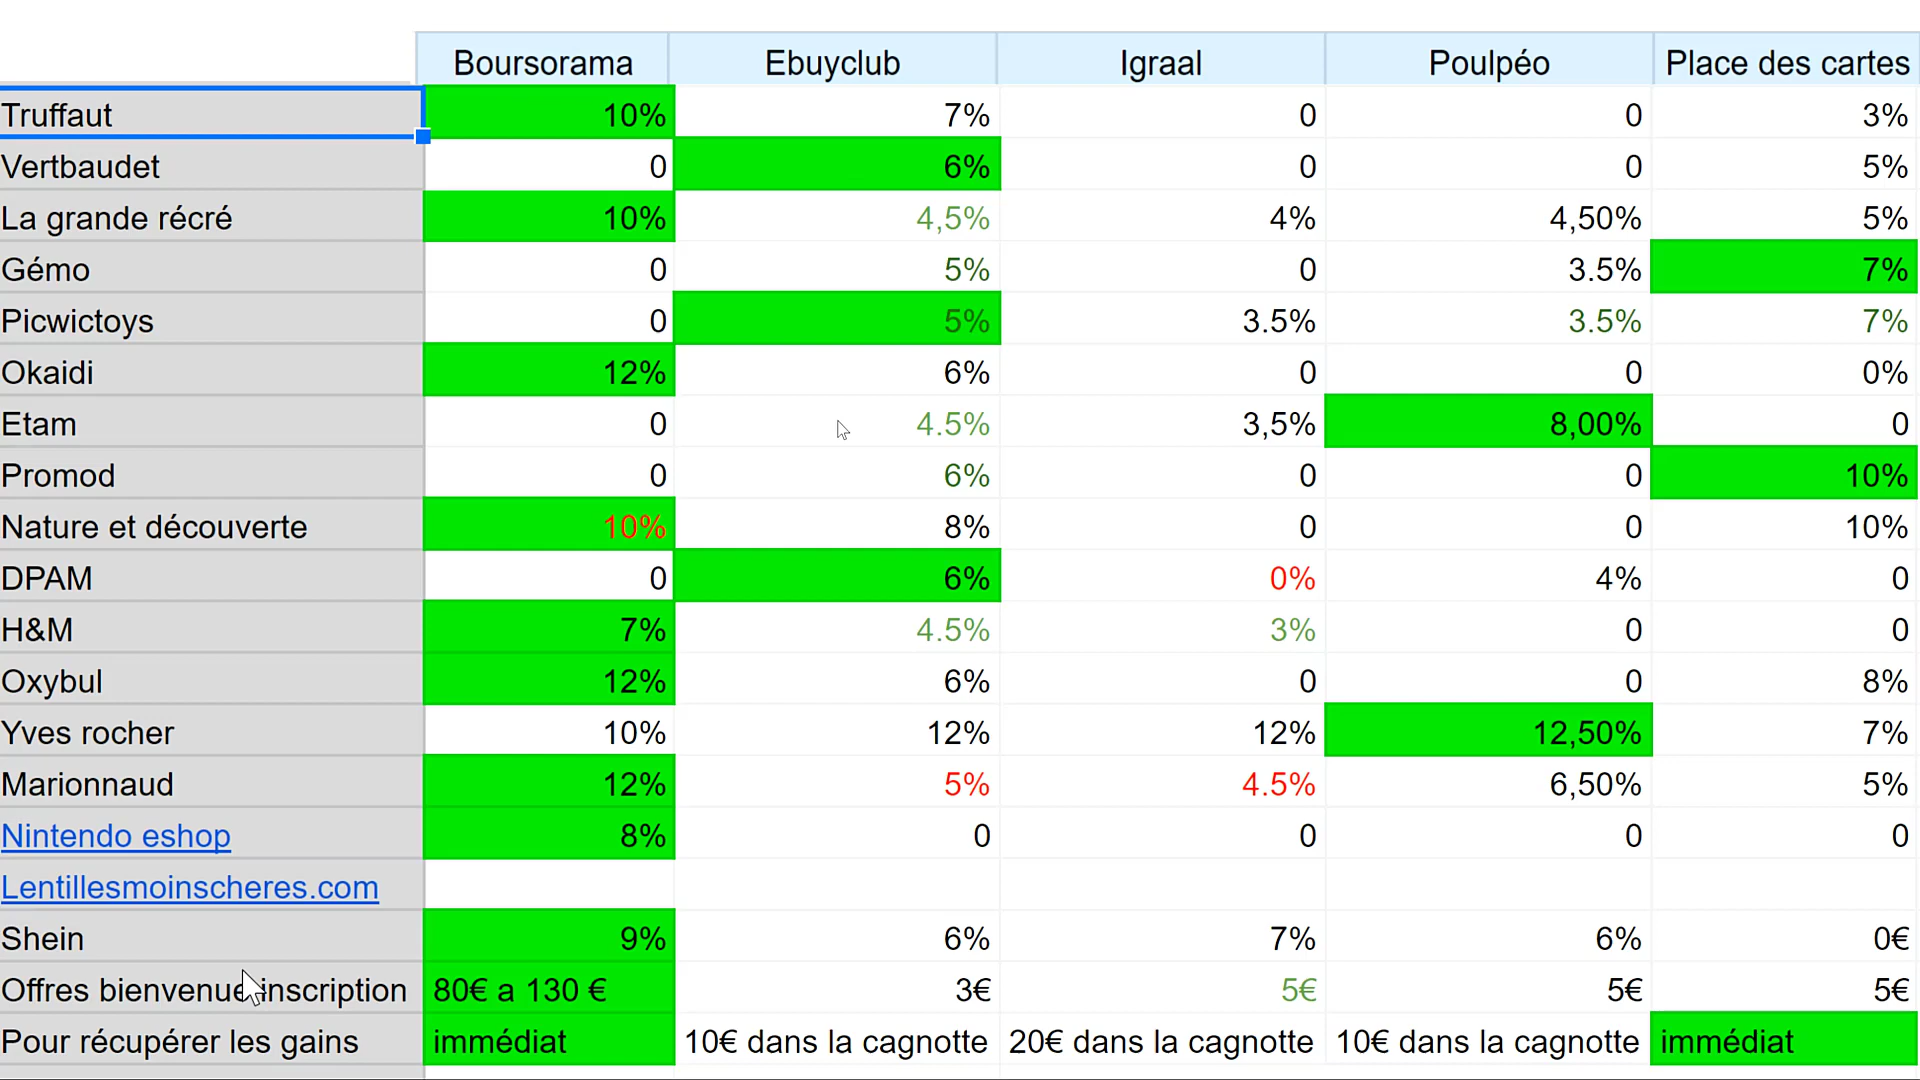 Boursorama Ebuyclub Igraal Poulpéo Place des cartes
Truffaut 10% 7% 0 0 3%
Vertbaudet 0 6% 0 0 5%
La grande récré 10% 4,5% 4% 4,50% 5%
Gémo 0 5% 0 3.5% 7%
Picwictoys 0 5% 3.5% 3.5% 7%
Okaidi 12% 6% 0 0 0%
Etam 0 4.5% 3,5% 8,00% 0
Promod 0 6% 0 0 10%
Nature et découverte 10% 8% 0 0 10%
DPAM 0 6% 0% 4% 0
H&M 7% 4.5% 3% 0 0
Oxybul 12% 6% 0 0 8%
Yves rocher 10% 12% 12% 12,50% 7%
Marionnaud 12% 5% 4.5% 6,50% 5%
Nintendo eshop 8% 0 0 0 0
Lentillesmoinscheres.com
Shein 9% 6% 7% 6% 0€
Offres bienvenue inscription 80€ a 130 € 3€ 5€ 5€ 5€
Pour récupérer les gains immédiat 10€ dans la cagnotte 20€ dans la cagnotte 10€ dans la cagnotte immédiat